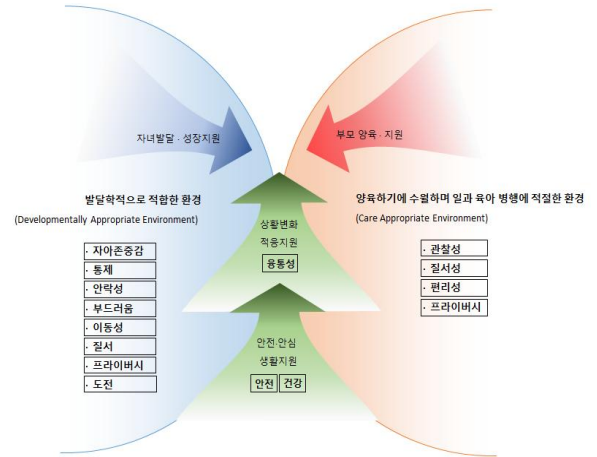 자녀발달 · 성장지원
부모 양육 · 지원
발달학적으로 적합한 환경
(Developmentally Appropriate Environment)
· 자아존중감
· 통제
· 안락성
· 부드러움
· 이동성
· 질서
· 프라이버시
· 도전
상황변화
적응지원
융통성
안전·안심
생활지원
안전 건강
양육하기에 수월하며 일과 육아 병행에 적절한 환경
(Care Appropriate Environment)
· 관찰성
· 질서성
· 편리성
· 프라이버시